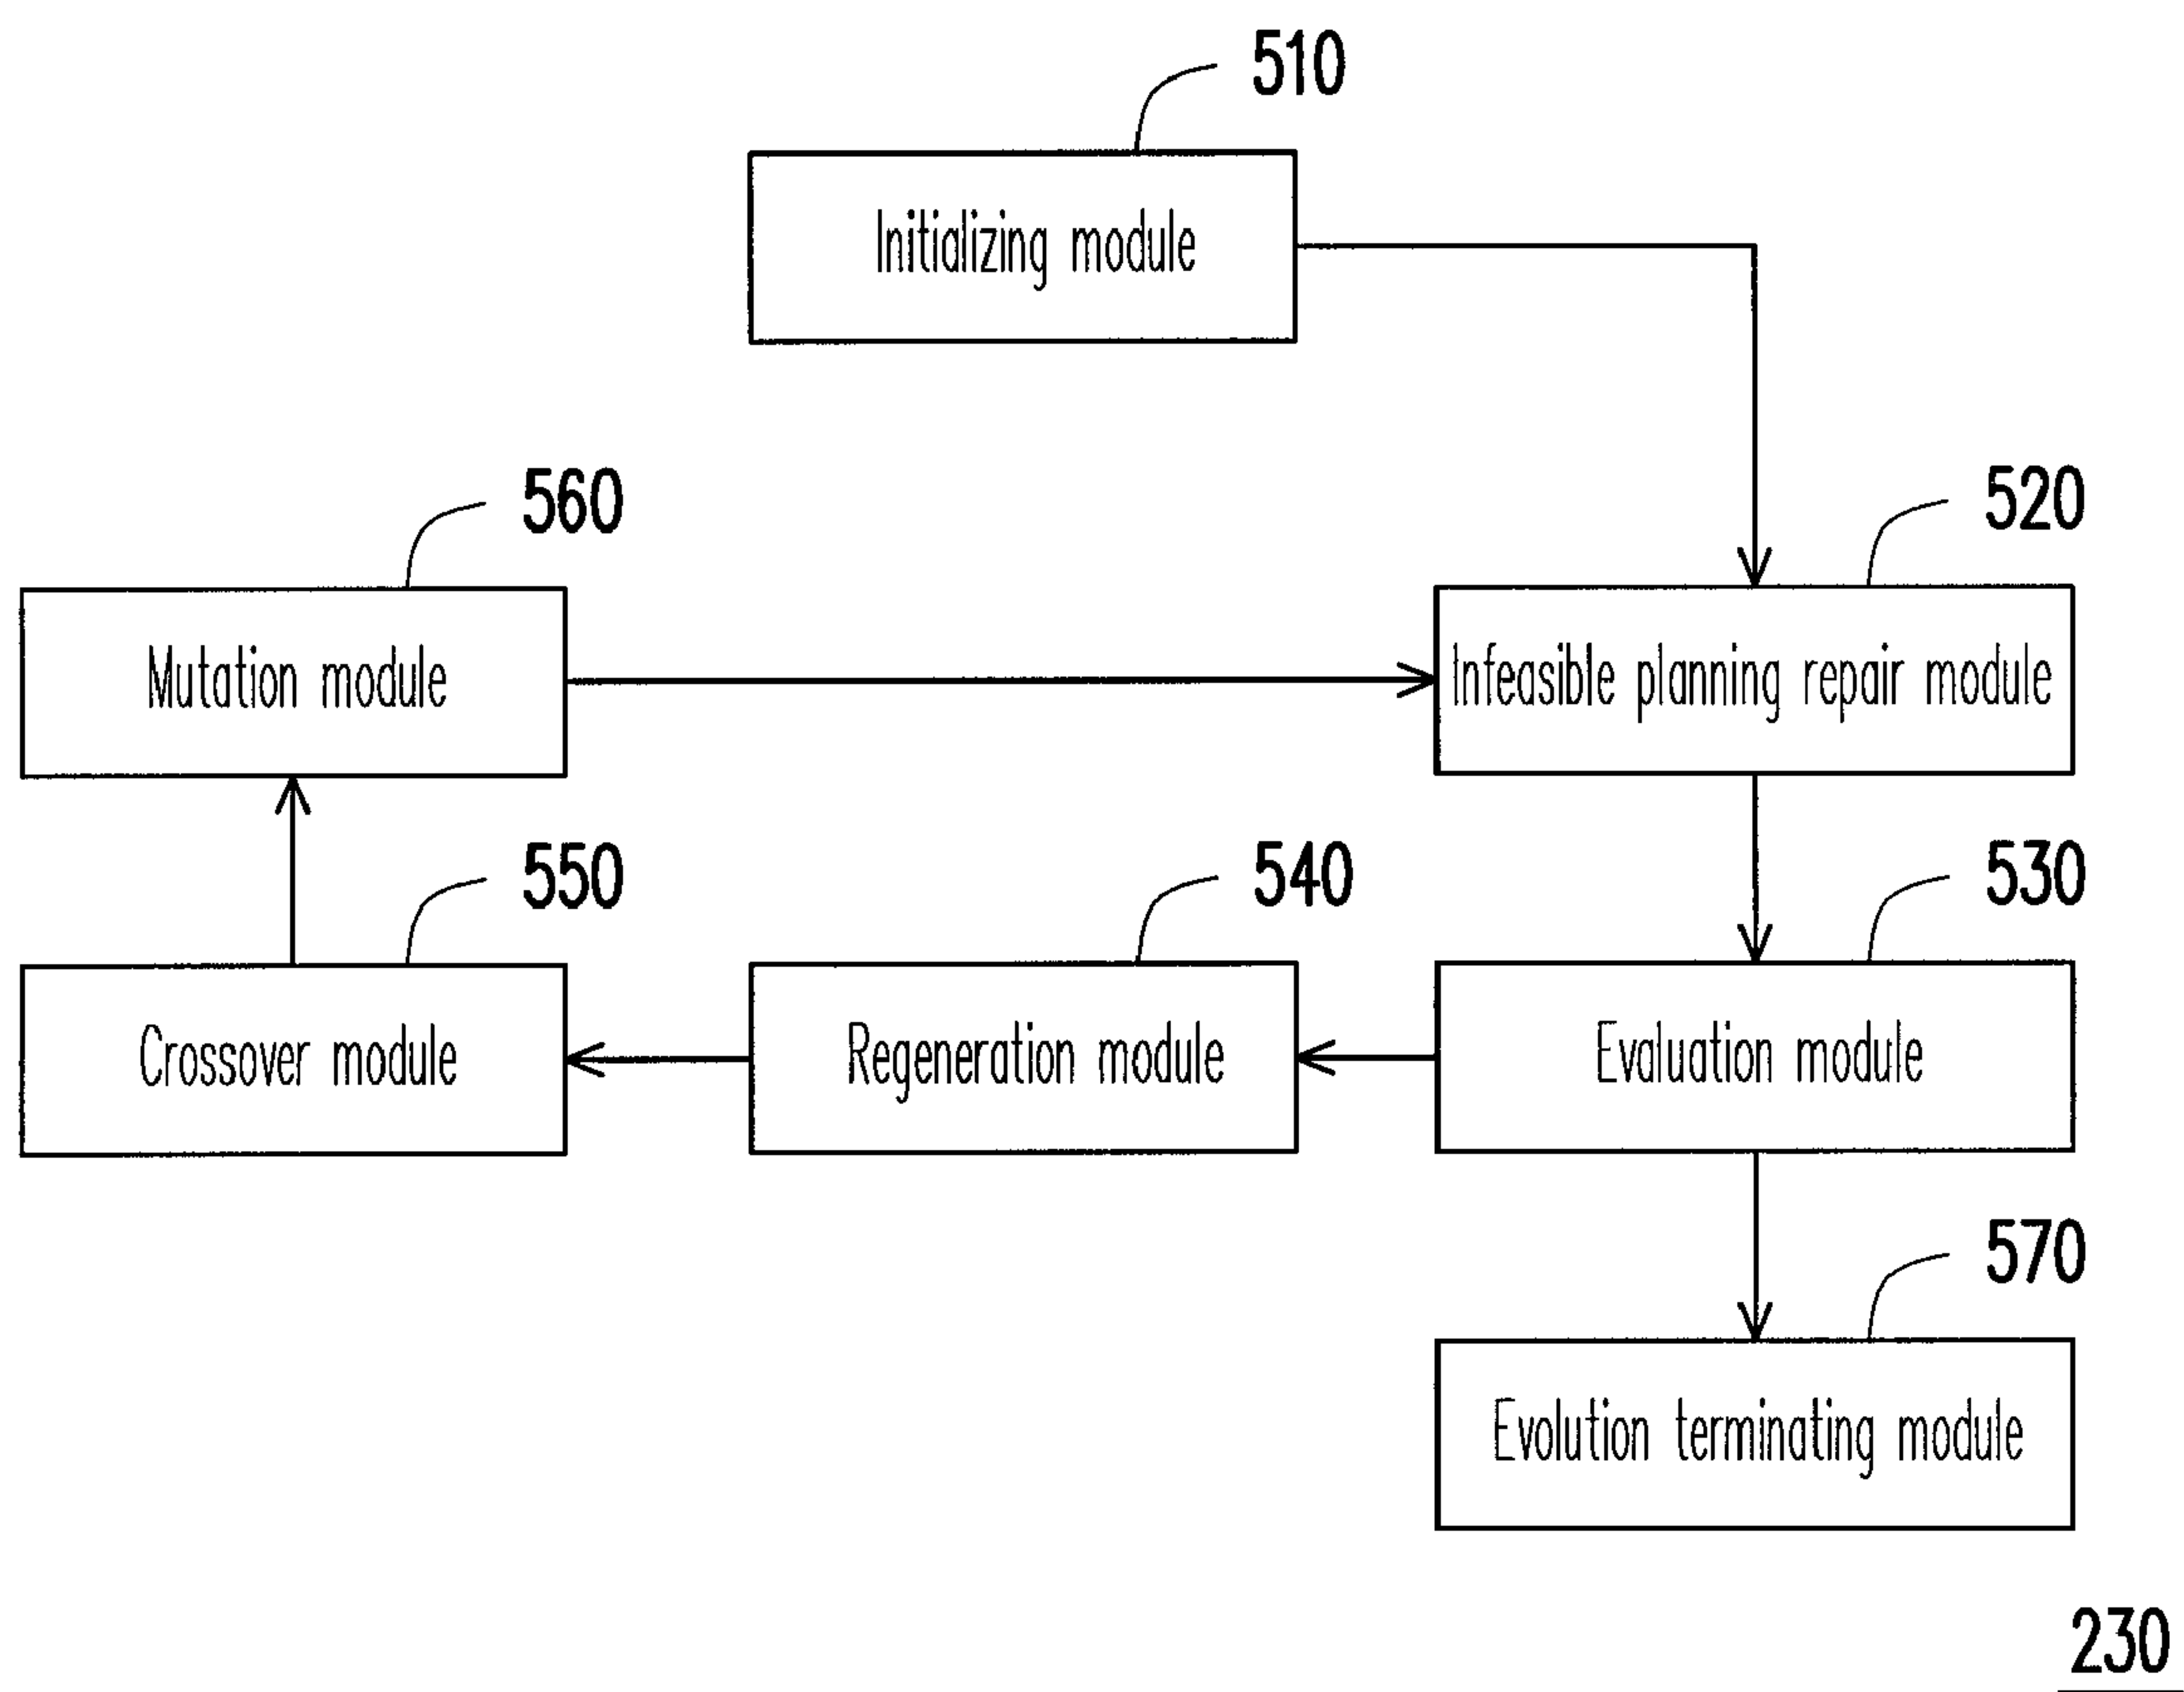 510
Initializing module
560
520
Mutation module
Infeasible planning repair module
550
540
530
Crossover module
Regeneration module
Evaluation module
570
Evolution terminating module
230